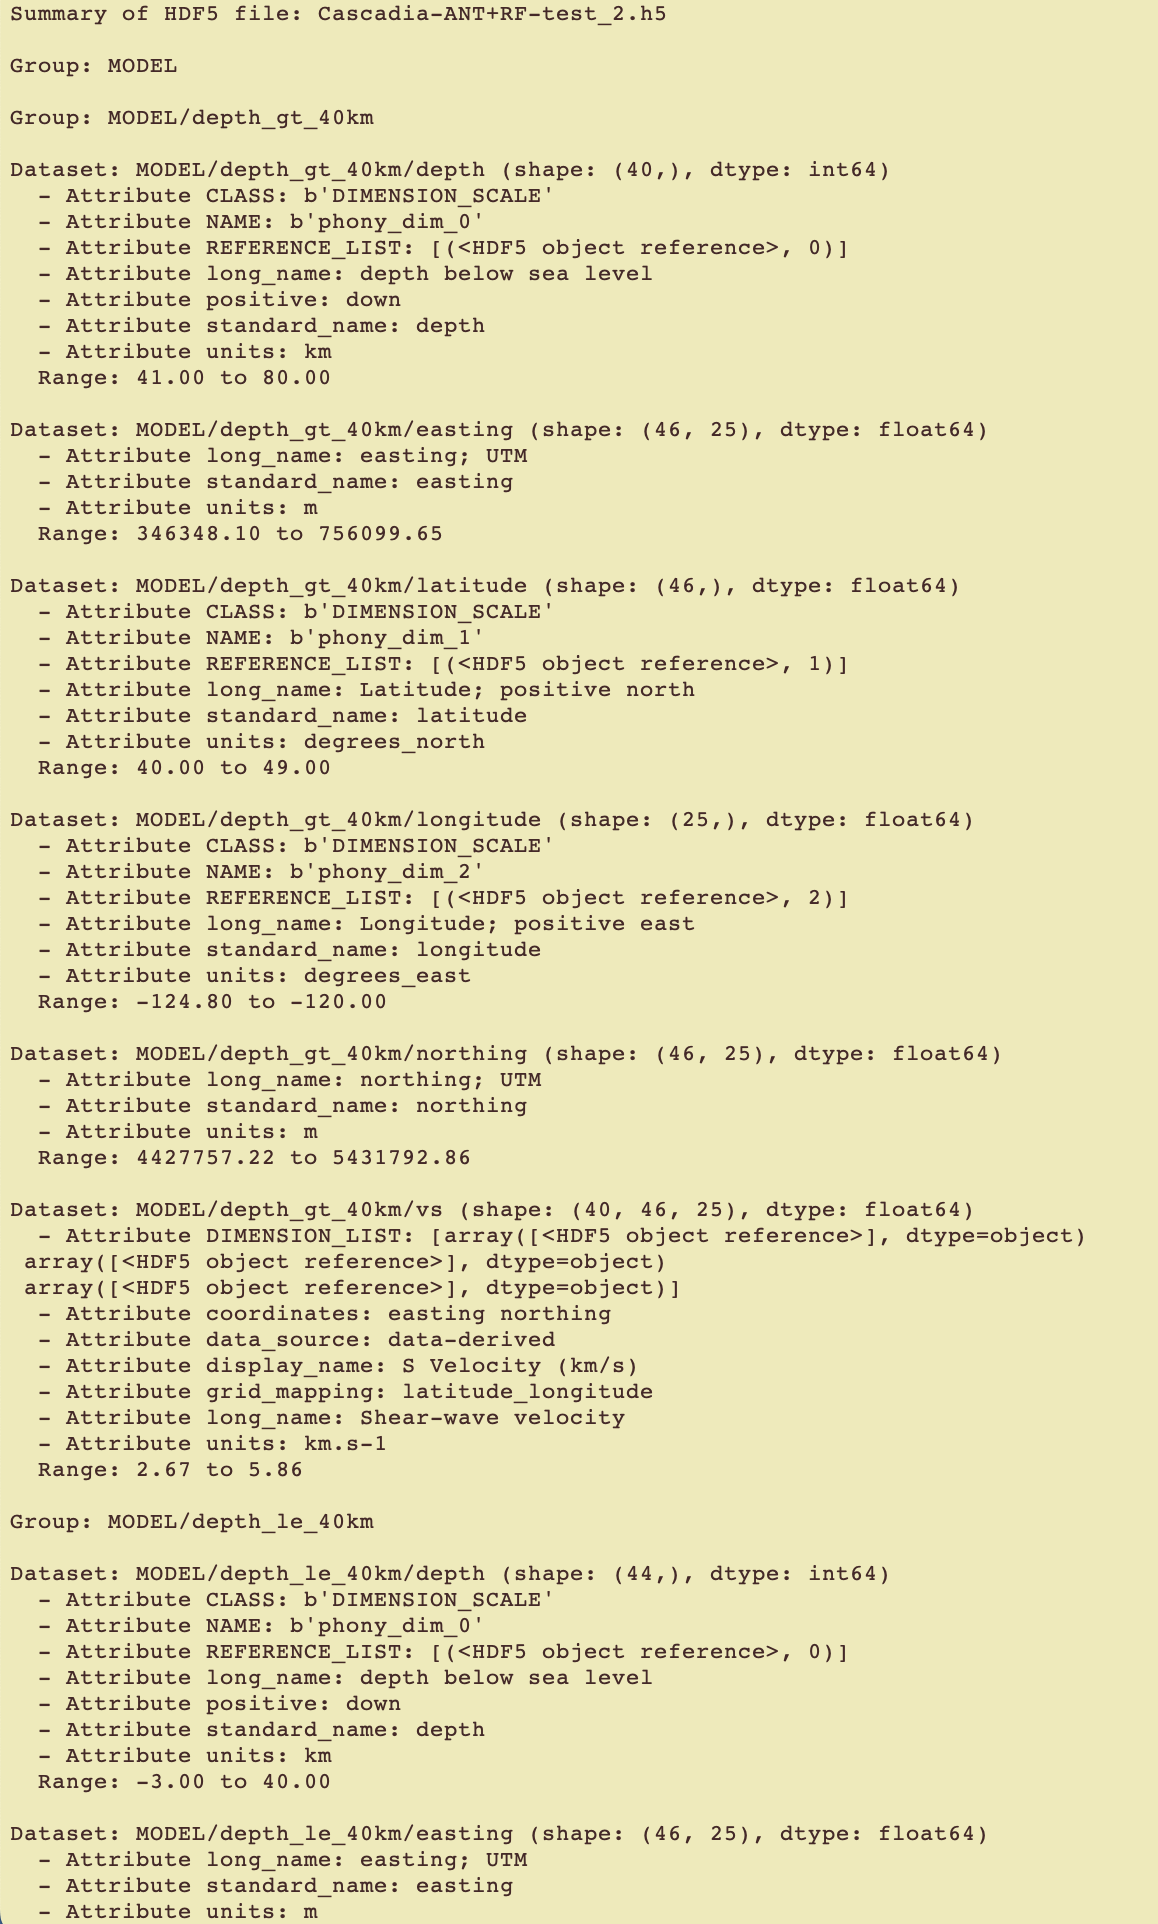 Summary of HDF5 file: Cascadia-ANT+RF-test_2.h5
Group: MODEL
Group: MODEL/depth_gt_40km
Dataset: MODEL/depth_gt_40km/depth (shape: (40,), dtype: int64)
- Attribute CLASS: b'DIMENSION_SCALE'
- Attribute NAME: b'phony_dim_0'
- Attribute REFERENCE_LIST: [(<HDF5 object reference>, 0)]
- Attribute long_name: depth below sea level
- Attribute positive: down
- Attribute standard_name: depth
- Attribute units: km
Range: 41.00 to 80.00
Dataset: MODEL/depth_gt_40km/easting (shape: (46, 25), dtype: float64)
- Attribute long_name: easting; UTM
- Attribute standard_name: easting
- Attribute units: m
Range: 346348.10 to 756099.65
Dataset: MODEL/depth_gt_40km/latitude (shape: (46,), dtype: float64)
- Attribute CLASS: b'DIMENSION_SCALE'
- Attribute NAME: b'phony_dim_1'
- Attribute REFERENCE_LIST: [(<HDF5 object reference>, 1)]
- Attribute long_name: Latitude; positive north
- Attribute standard_name: latitude
- Attribute units: degrees_north
Range: 40.00 to 49.00
Dataset: MODEL/depth_gt_40km/longitude (shape: (25,), dtype: float64)
- Attribute CLASS: b'DIMENSION_SCALE'
- Attribute NAME: b'phony_dim_2'
- Attribute REFERENCE_LIST: [(<HDF5 object reference>, 2)]
- Attribute long_name: Longitude; positive east
- Attribute standard_name: longitude
- Attribute units: degrees_east
Range: -124.80 to -120.00
Dataset: MODEL/depth_gt_40km/northing (shape: (46, 25), dtype: float64)
- Attribute long_name: northing; UTM
- Attribute standard_name: northing
- Attribute units: m
Range: 4427757.22 to 5431792.86
Dataset: MODEL/depth_gt_40km/vs (shape: (40, 46, 25), dtype: float64)
- Attribute DIMENSION_LIST: [array([<HDF5 object reference>], dtype=object)
array([<HDF5 object reference>], dtype=object)
array([<HDF5 object reference>], dtype=object)]
- Attribute coordinates: easting northing
- Attribute data_source: data-derived
- Attribute display_name: S Velocity (km/s)
- Attribute grid_mapping: latitude_longitude
- Attribute long_name: Shear-wave velocity
- Attribute units: km.s-1
Range: 2.67 to 5.86
Group: MODEL/depth_le_40km
Dataset: MODEL/depth_le_40km/depth (shape: (44,), dtype: int64)
- Attribute CLASS: b'DIMENSION_SCALE'
- Attribute NAME: b'phony_dim_0'
- Attribute REFERENCE_LIST: [(<HDF5 object reference>, 0)]
- Attribute long_name: depth below sea level
- Attribute positive: down
- Attribute standard_name: depth
- Attribute units: km
Range: -3.00 to 40.00
Dataset: MODEL/depth_le_40km/easting (shape: (46, 25), dtype: float64)
- Attribute long_name: easting; UTM
- Attribute standard_name: easting
- Attribute units: m